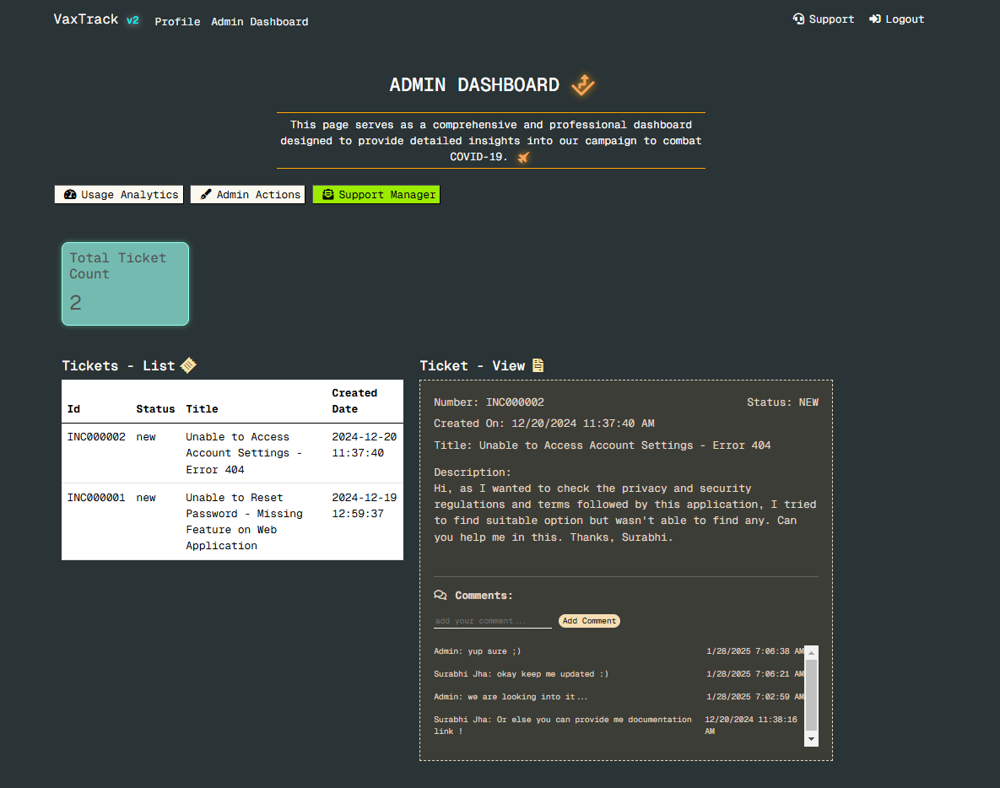 VaxTrack v2 Profile Admin Dashboard Support Logout
ADMIN DASHBOARD
This page serves as a comprehensive and professional dashboard
designed to provide detailed insights into our campaign to combat
COVID-19.
Usage Analytics Admin Actions Support Manager
Total Ticket
Count
2
Tickets - List
Id Status Title Created
Date
INC000002 new Unable to Access 2024-12-20
Account Settings - 11:37:40
Error 404
INC000001 new Unable to Reset 2024-12-19
Password - Missing 12:59:37
Feature on Web
Application
Ticket - View
Number: INC000002 Status: NEW
Created On: 12/20/2024 11:37:40 AM
Title: Unable to Access Account Settings - Error 404
Description:
Hi, as I wanted to check the privacy and security
regulations and terms followed by this application, I tried
to find suitable option but wasn't able to find any. Can
you help me in this. Thanks, Surabhi.
Comments:
add your comment... Add Comment
Admin: yup sure ;) 1/28/2025 7:06:38 AM
Surabhi Jha: okay keep me updated :) 1/28/2025 7:06:21 AM
Admin: we are looking into it... 1/28/2025 7:02:59 AM
Surabhi Jha: Or else you can provide me documentation 12/20/2024 11:38:16
link ! AM